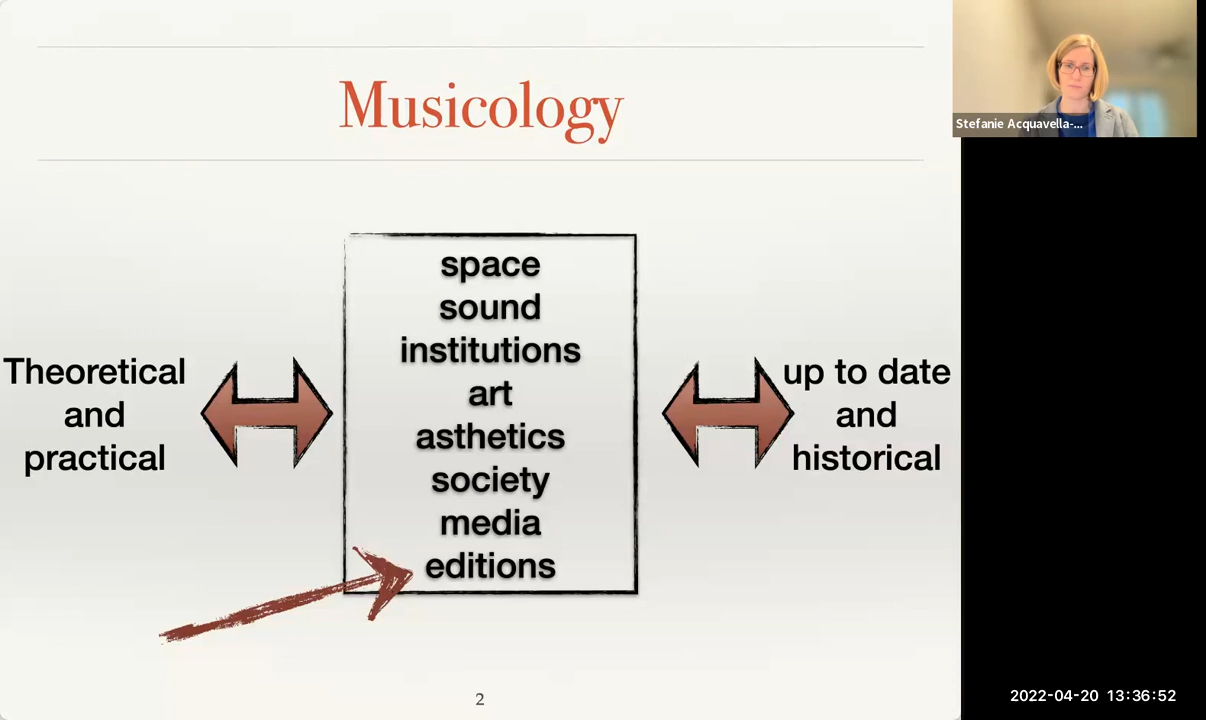 Musicology
Stefanie Acquavella-...
space
sound
institutions
art
asthetics
society
media
editions
Theoretical
and
practical
up to date
and
historical
2
2022-04-20 13:36:52